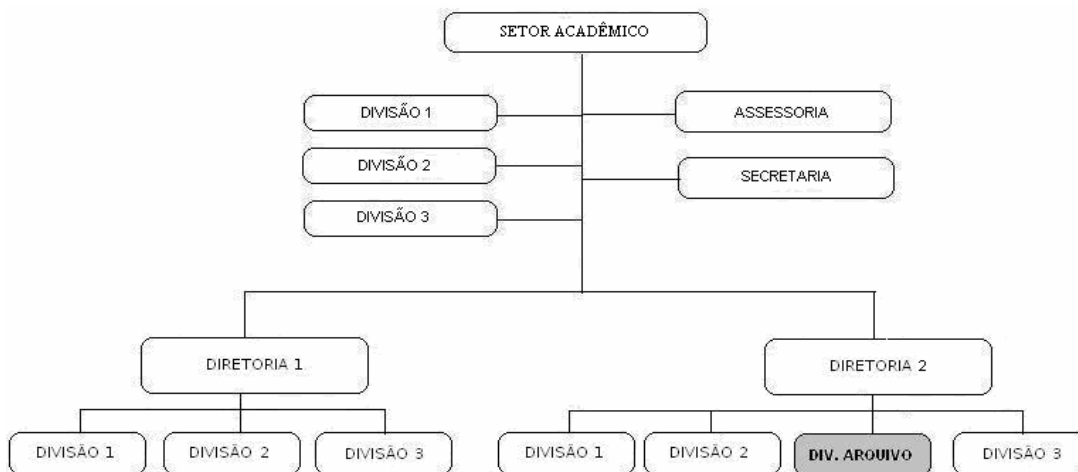 SETOR ACADÊMICO
DIVISÃO 1
ASSESSORIA
DIVISÃO 2
SECRETARIA
DIVISÃO 3
DIRETORIA 1
DIRETORIA 2
DIVISÃO 1
DIVISÃO 2
DIVISÃO 3
DIVISÃO 1
DIVISÃO 2
DIV. ARQUIVO
DIVISÃO 3